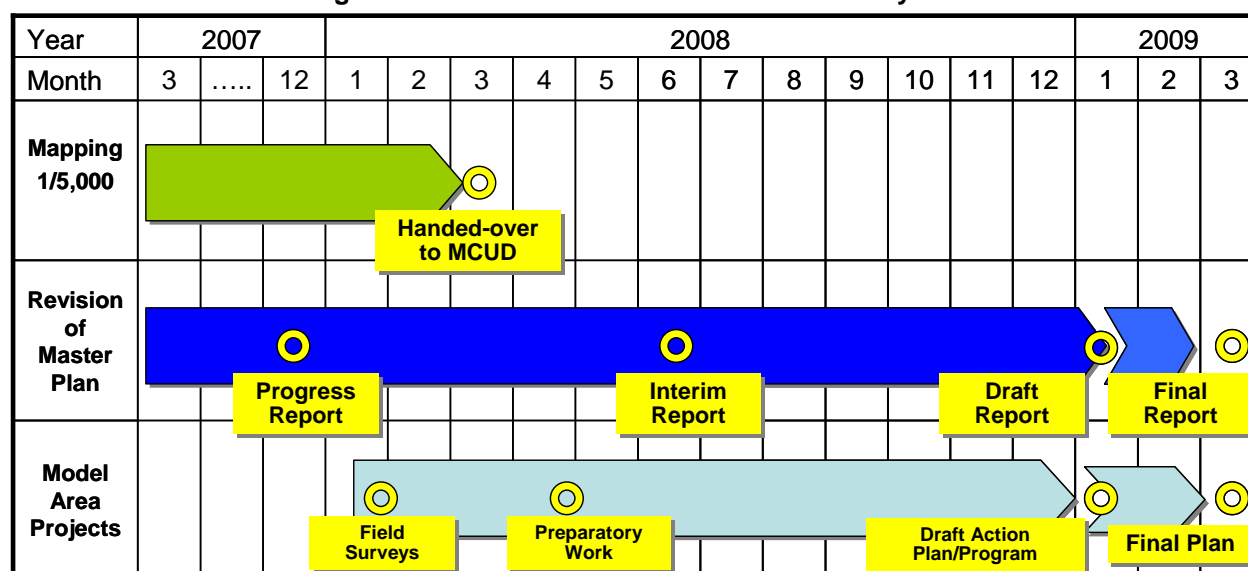 Year 2007 2008 2009
Month 3 ..... 12 1 2 3 4 5 6 7 8 9 10 11 12 1 2 3
Mapping
1/5,000
Handed-over
to MCUD
Revision
of
Master
Plan
Progress
Report
Interim
Report
Draft
Report
Final
Report
Model
Area
Projects
Field
Surveys
Preparatory
Work
Draft Action
Plan/Program
Final Plan